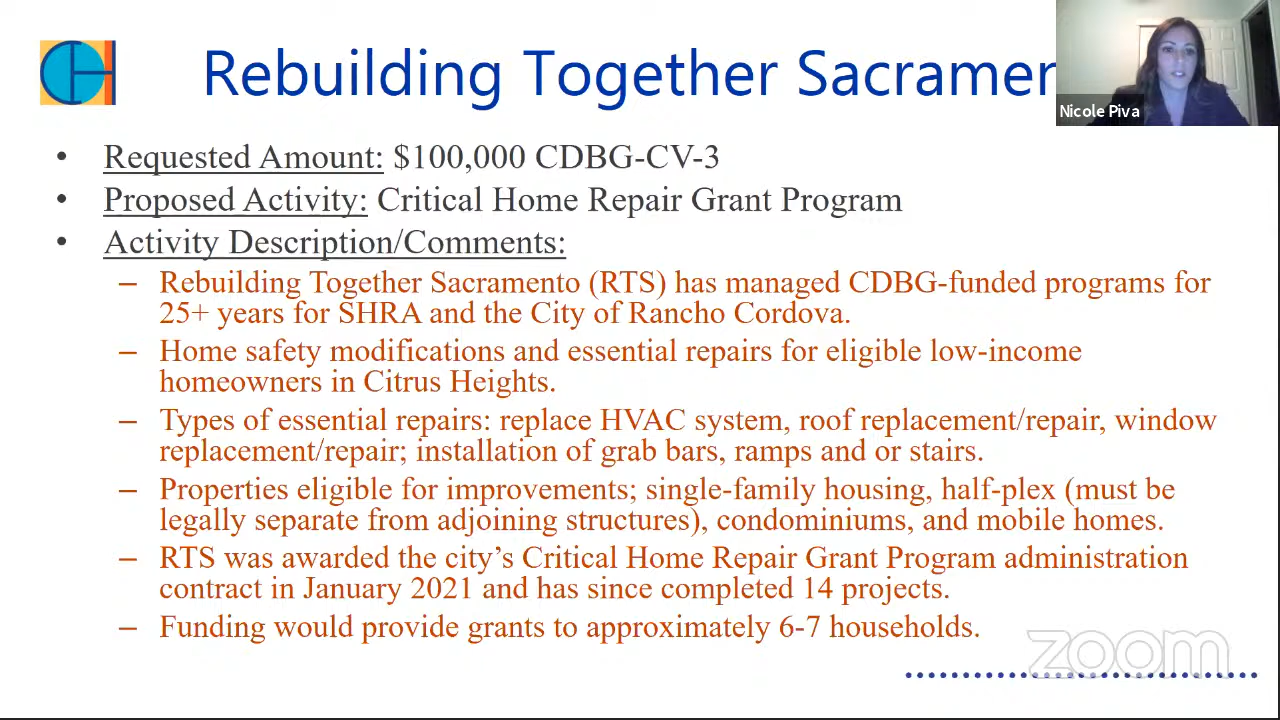 Rebuilding Together Sacramen
Nicole Piva
• Requested Amount: $100,000 CDBG-CV-3
• Proposed Activity: Critical Home Repair Grant Program
• Activity Description/Comments:
– Rebuilding Together Sacramento (RTS) has managed CDBG-funded programs for
25+ years for SHRA and the City of Rancho Cordova.
– Home safety modifications and essential repairs for eligible low-income
homeowners in Citrus Heights.
– Types of essential repairs: replace HVAC system, roof replacement/repair, window
replacement/repair; installation of grab bars, ramps and or stairs.
– Properties eligible for improvements; single-family housing, half-plex (must be
legally separate from adjoining structures), condominiums, and mobile homes.
– RTS was awarded the city’s Critical Home Repair Grant Program administration
contract in January 2021 and has since completed 14 projects.
– Funding would provide grants to approximately 6-7 households.
zoom